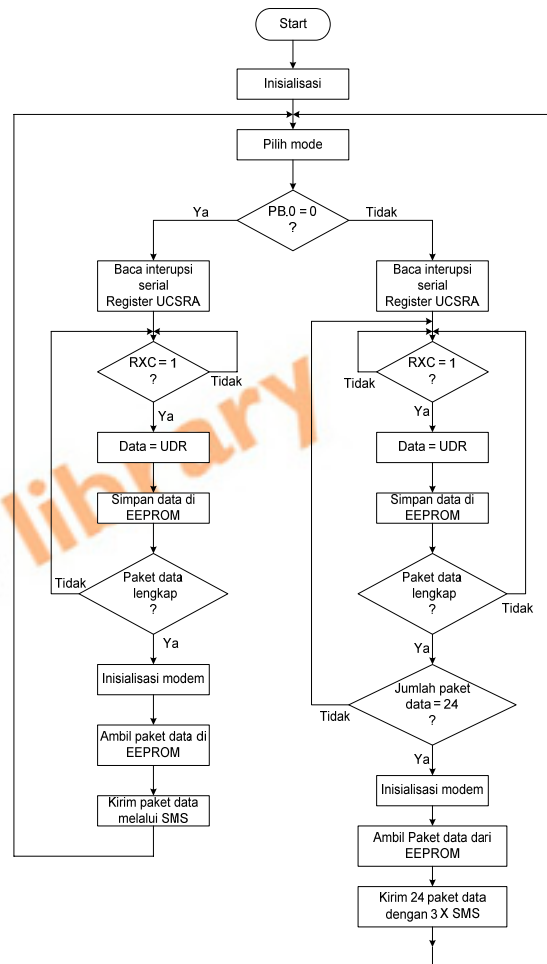 Start
Inisialisasi
Pilih mode
PB.0 = 0
?
Ya
Tidak
Baca interupsi
serial
Register UCSRA
RXC = 1
?
Tidak
Ya
Data = UDR
Simpan data di
EEPROM
Paket data
lengkap
?
Tidak
Ya
Inisialisasi modem
Ambil paket data di
EEPROM
Kirim paket data
melalui SMS
Baca interupsi
serial
Register UCSRA
RXC = 1
?
Tidak
Ya
Data = UDR
Simpan data di
EEPROM
Paket data
lengkap
?
Tidak
Ya
Jumlah paket
data = 24
?
Tidak
Ya
Inisialisasi modem
Ambil Paket data dari
EEPROM
Kirim 24 paket data
dengan 3 X SMS
library